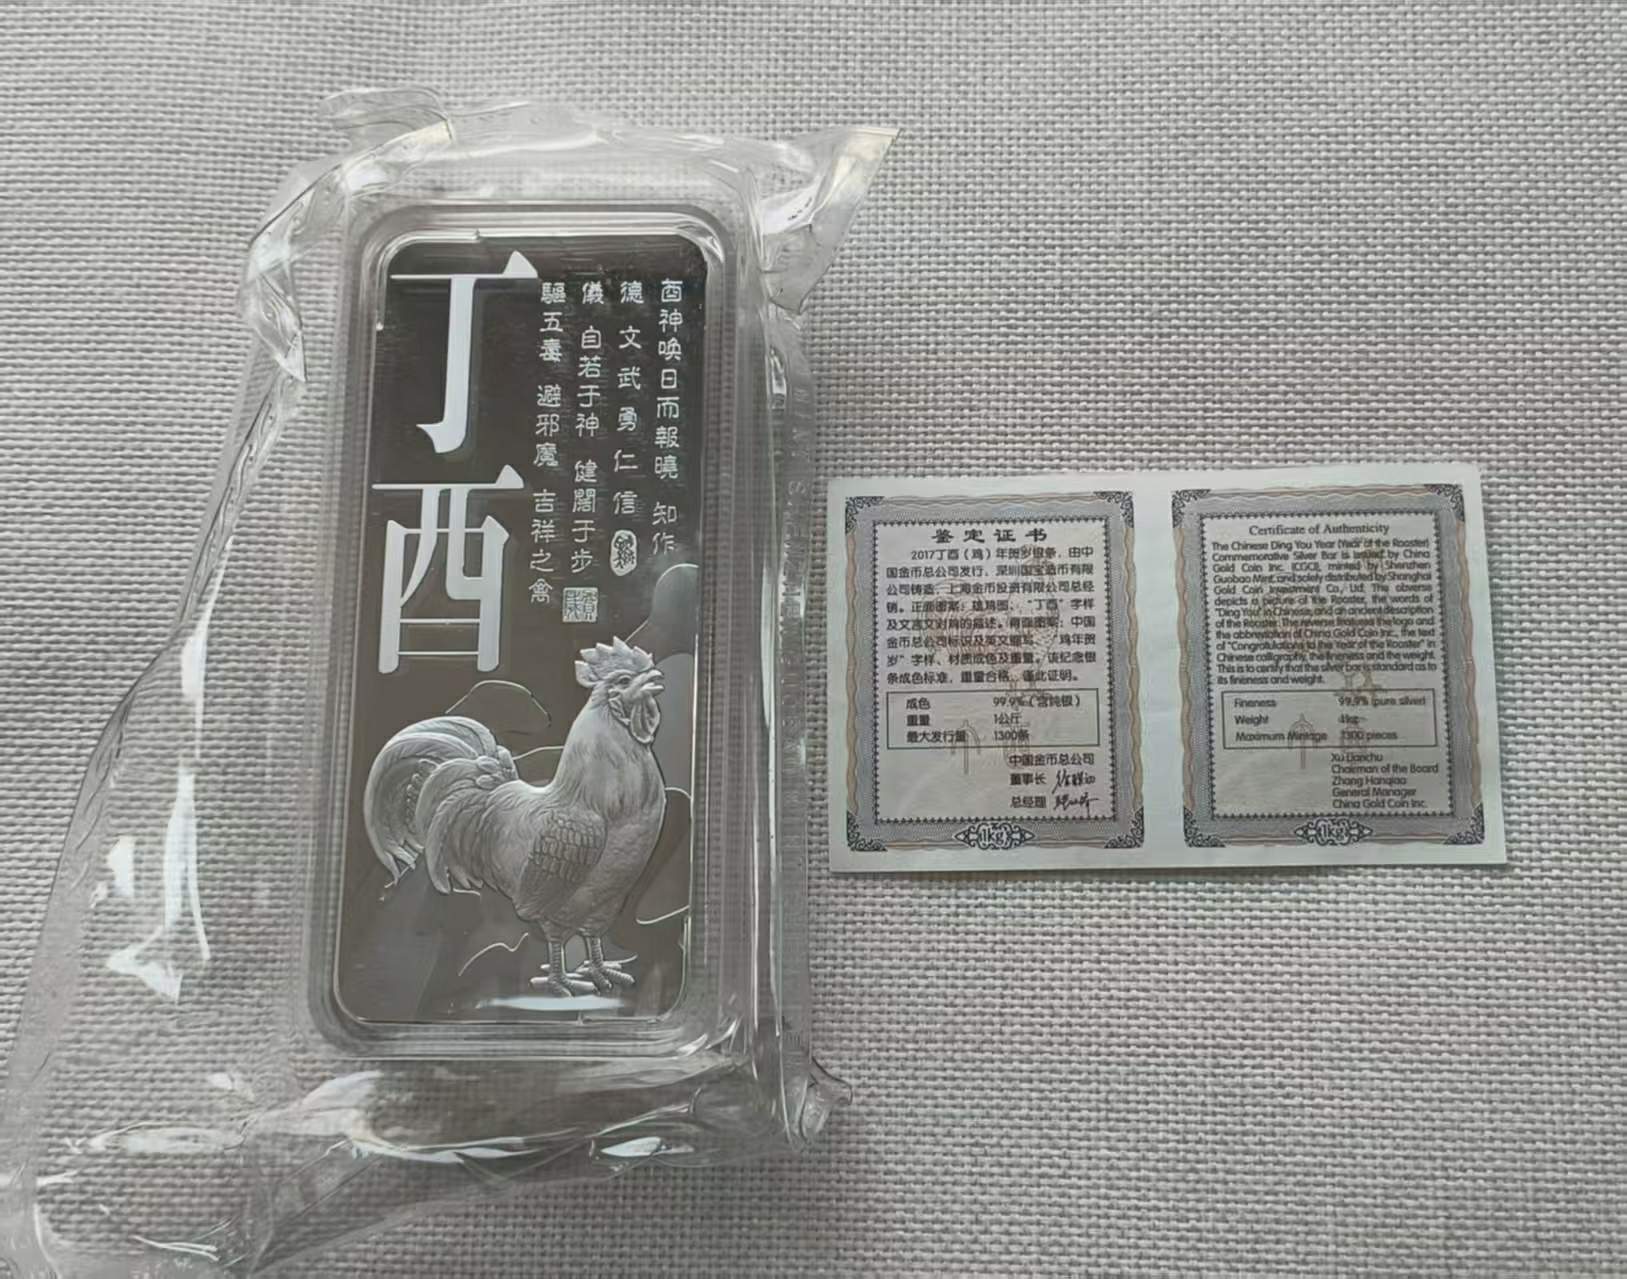 丁酉
酉神唤日而報曉 知作
德文武勇仁信
儀 自若于神 健闊于步
驅五毒 避邪魔 吉祥之禽
鉴定证书
2017丁酉（鸡）年贺岁银条，由中
国金币总公司发行，深圳国宝造币有限
公司铸造，上海金币投资有限公司总经
销。正面图案：雄鸡图，“丁酉”字样
及文言文对鸡的描述。背面图案：中国
金币总公司标识及英文缩写，“鸡年贺
岁”字样，材质成色及重量。该纪念银
条成色标准，重量合格，谨此证明。
成色 99.9%（含纯银）
重量 1公斤
最大发行量 1300条
中国金币总公司
董事长
总经理
1kg
Certificate of Authenticity
The Chinese Ding You Year (Year of the Rooster)
Commemorative Silver Bar is issued by China
Gold Coin Inc. (CGCI), minted by Shenzhen
Guobao Mint, and solely distributed by Shanghai
Gold Coin Investment Co., Ltd. The obverse
depicts a picture of the Rooster, the words of
"Ding You" in Chinese, and an ancient description
of the Rooster. The reverse features the logo and
the abbreviation of China Gold Coin Inc., the text
of "Congratulations to the Year of the Rooster" in
Chinese calligraphy, the fineness and the weight.
This is to certify that the silver bar is standard as to
its fineness and weight.
Fineness 99.9% (pure silver)
Weight 1kg
Maximum Mintage 1300 pieces
Xu Lianchu
Chairman of the Board
Zhang Hanqiao
General Manager
China Gold Coin Inc.
1kg